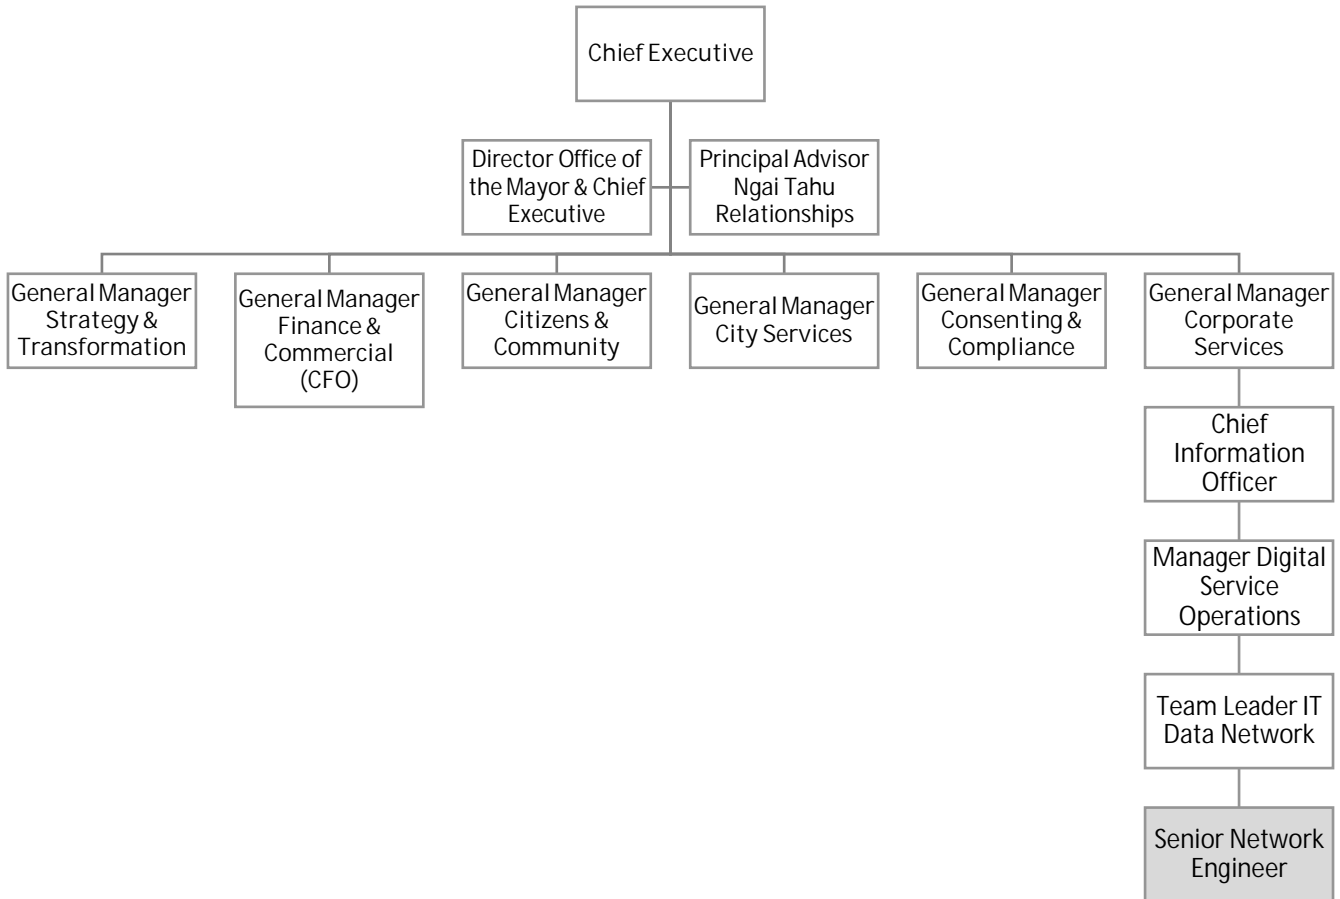 Chief Executive
Director Office of
the Mayor & Chief
Executive
Principal Advisor
Ngai Tahu
Relationships
General Manager
Strategy &
Transformation
General Manager
Finance &
Commercial
(CFO)
General Manager
Citizens &
Community
General Manager
City Services
General Manager
Consenting &
Compliance
General Manager
Corporate
Services
Chief
Information
Officer
Manager Digital
Service
Operations
Team Leader IT
Data Network
Senior Network
Engineer